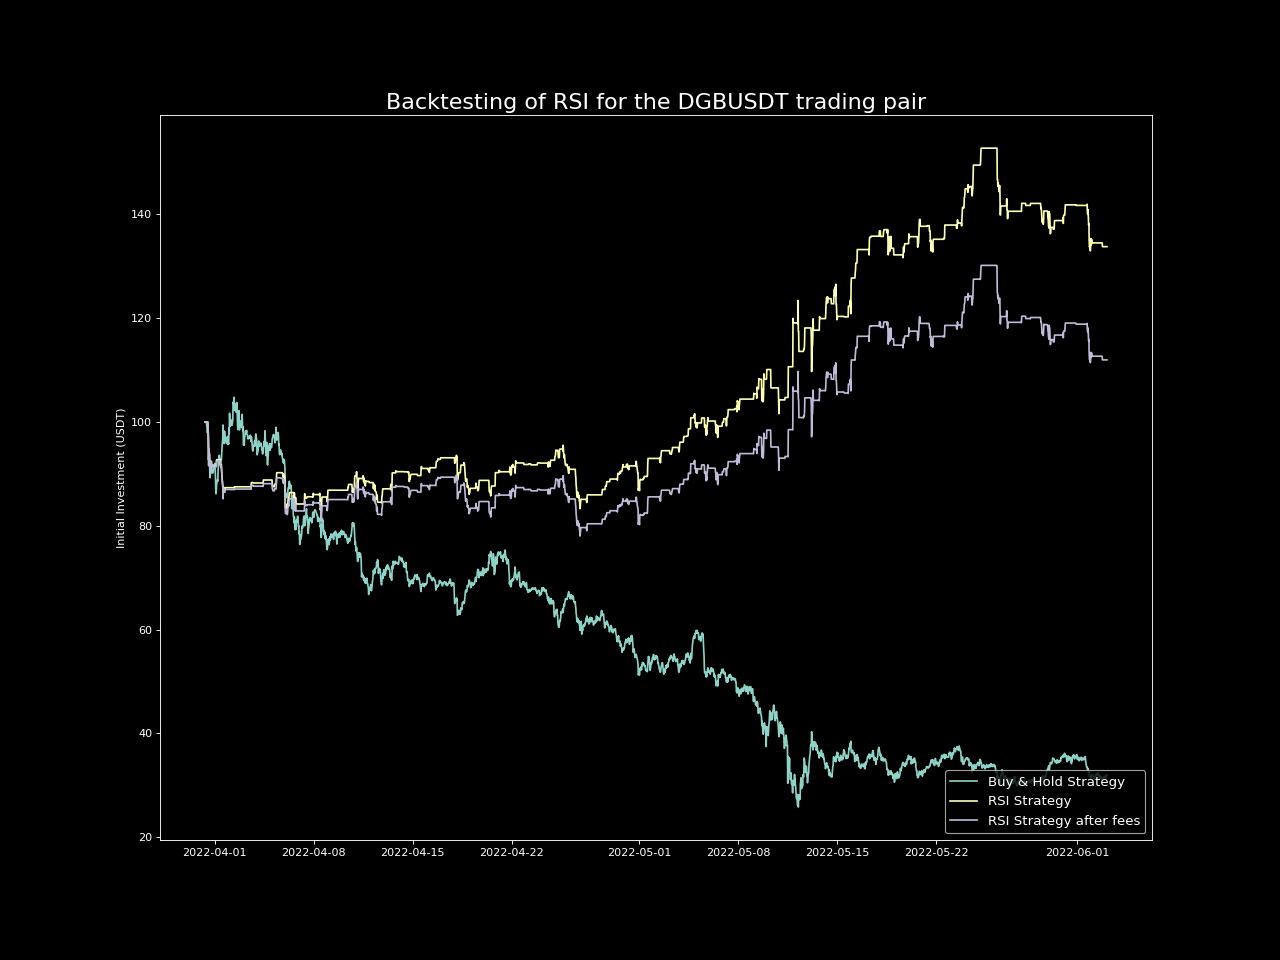 Backtesting of RSI for the DGBUSDT trading pair
Initial Investment (USDT)
140
120
100
80
60
40
20
2022-04-01 2022-04-08 2022-04-15 2022-04-22 2022-05-01 2022-05-08 2022-05-15 2022-05-22 2022-06-01
Buy & Hold Strategy
RSI Strategy
RSI Strategy after fees